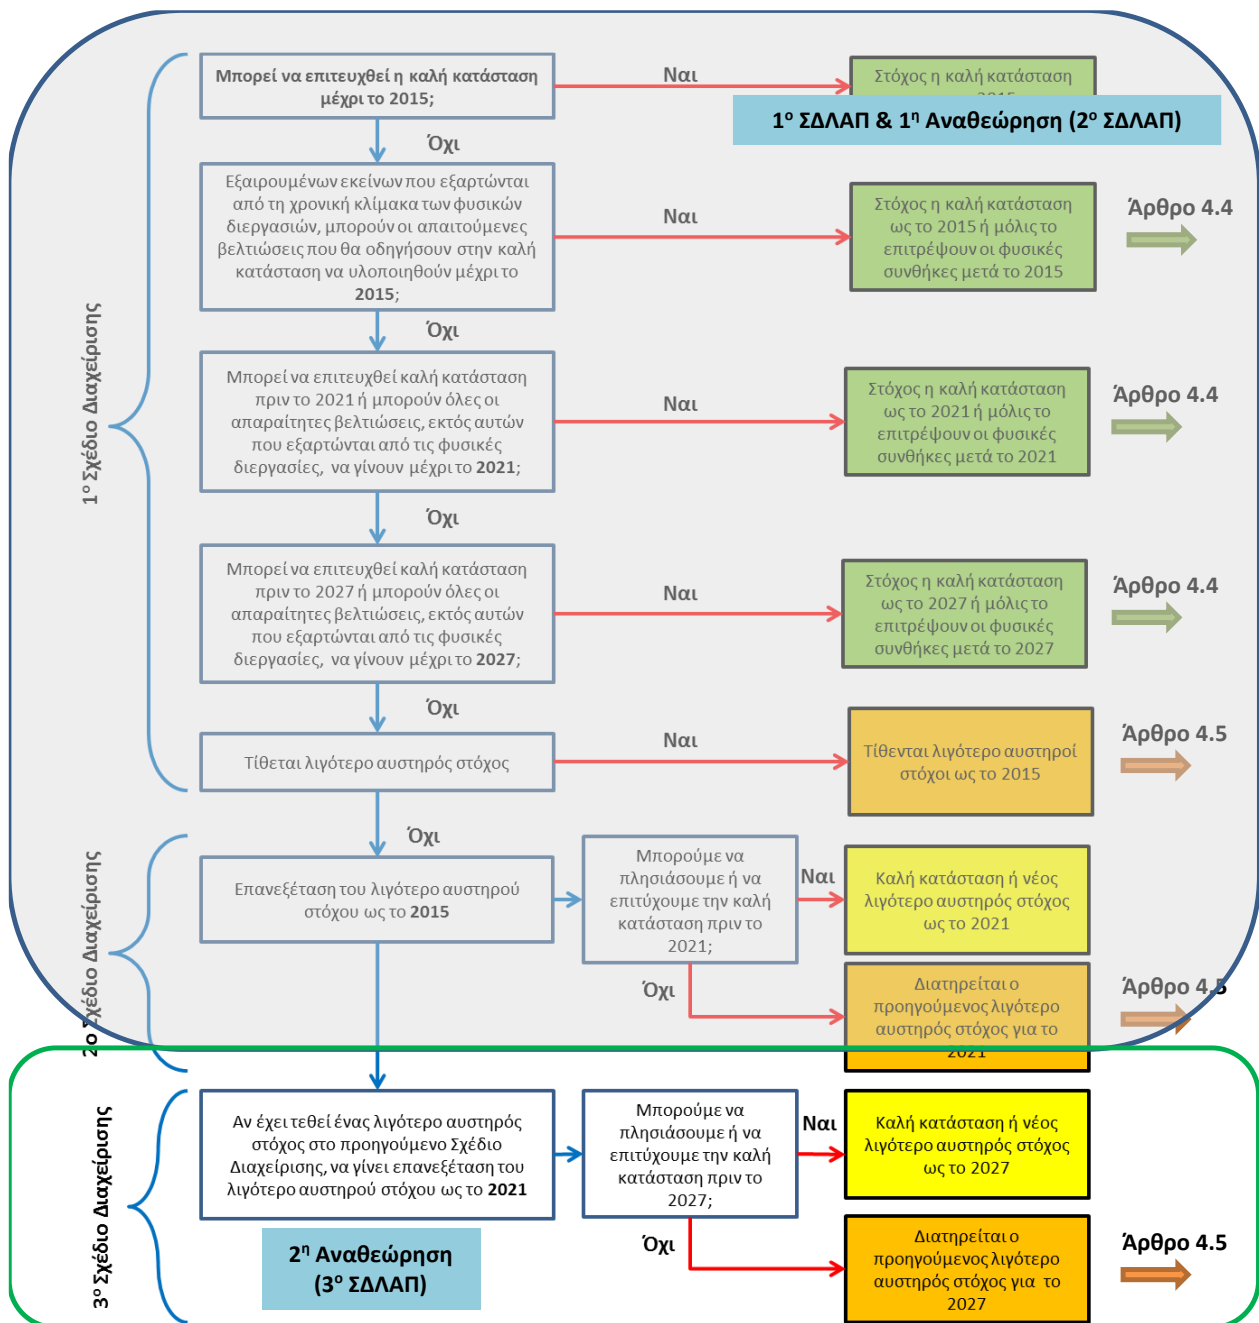 Μπορεί να επιτευχθεί η καλή κατάσταση
μέχρι το 2015;
Ναι
Στόχος η καλή κατάσταση
1ο ΣΔΛΑΠ & 1η Αναθεώρηση (2ο ΣΔΛΑΠ)
Όχι
Εξαιρουμένων εκείνων που εξαρτώνται
από τη χρονική κλίμακα των φυσικών
διεργασιών, μπορούν οι απαιτούμενες
βελτιώσεις που θα οδηγήσουν στην καλή
κατάσταση να υλοποιηθούν μέχρι το
2015;
Ναι
Στόχος η καλή κατάσταση
ως το 2015 ή μόλις το
επιτρέψουν οι φυσικές
συνθήκες μετά το 2015
Άρθρο 4.4
Όχι
1ο Σχέδιο Διαχείρισης
Μπορεί να επιτευχθεί καλή κατάσταση
πριν το 2021 ή μπορούν όλες οι
απαραίτητες βελτιώσεις, εκτός αυτών
που εξαρτώνται από τις φυσικές
διεργασίες, να γίνουν μέχρι το 2021;
Ναι
Στόχος η καλή κατάσταση
ως το 2021 ή μόλις το
επιτρέψουν οι φυσικές
συνθήκες μετά το 2021
Άρθρο 4.4
Όχι
Μπορεί να επιτευχθεί καλή κατάσταση
πριν το 2027 ή μπορούν όλες οι
απαραίτητες βελτιώσεις, εκτός αυτών
που εξαρτώνται από τις φυσικές
διεργασίες, να γίνουν μέχρι το 2027;
Ναι
Στόχος η καλή κατάσταση
ως το 2027 ή μόλις το
επιτρέψουν οι φυσικές
συνθήκες μετά το 2027
Άρθρο 4.4
Όχι
Τίθεται λιγότερο αυστηρός στόχος
Ναι
Τίθενται λιγότερο αυστηροί
στόχοι ως το 2015
Άρθρο 4.5
Όχι
2ο Σχέδιο Διαχείρισης
Επανεξέταση του λιγότερο αυστηρού
στόχου ως το 2015
Μπορούμε να
πλησιάσουμε ή να
επιτύχουμε την καλή
κατάσταση πριν το
2021;
Ναι
Καλή κατάσταση ή νέος
λιγότερο αυστηρός στόχος
ως το 2021
Όχι
Διατηρείται ο
προηγούμενος λιγότερο
αυστηρός στόχος για το
2021
Άρθρο 4.5
3ο Σχέδιο Διαχείρισης
Αν έχει τεθεί ένας λιγότερο αυστηρός
στόχος στο προηγούμενο Σχέδιο
Διαχείρισης, να γίνει επανεξέταση του
λιγότερο αυστηρού στόχου ως το 2021
Μπορούμε να
πλησιάσουμε ή να
επιτύχουμε την καλή
κατάσταση πριν το
2027;
Ναι
Καλή κατάσταση ή νέος
λιγότερο αυστηρός στόχος
ως το 2027
Όχι
Διατηρείται ο
προηγούμενος λιγότερο
αυστηρός στόχος για το
2027
Άρθρο 4.5
2η Αναθεώρηση
(3ο ΣΔΛΑΠ)